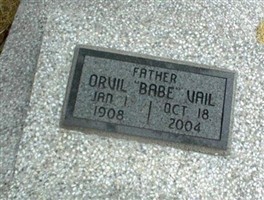 FATHER
ORVIL "BABE" VAIL
JAN 1 OCT 18
1908 2004